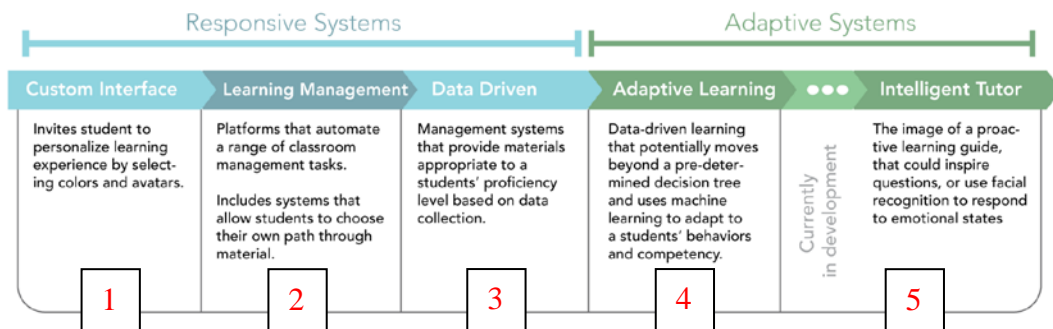 Responsive Systems
Adaptive Systems
Custom Interface
Learning Management
Data Driven
Adaptive Learning
Intelligent Tutor
Invites student to
personalize learning
experience by select-
ing colors and avatars.
Platforms that automate
a range of classroom
management tasks.
Includes systems that
allow students to choose
their own path through
material.
Management systems
that provide materials
appropriate to a
students' proficiency
level based on data
collection.
Data-driven learning
that potentially moves
beyond a pre-deter-
mined decision tree
and uses machine
learning to adapt to
a students' behaviors
and competency.
Currently
in development
The image of a proac-
tive learning guide,
that could inspire
questions, or use facial
recognition to respond
to emotional states
1
2
3
4
5